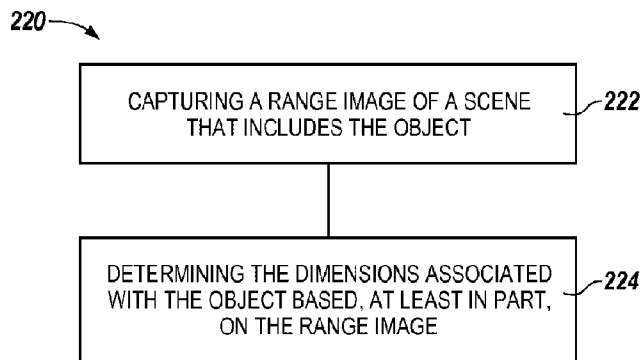 220
CAPTURING A RANGE IMAGE OF A SCENE
THAT INCLUDES THE OBJECT
222
DETERMINING THE DIMENSIONS ASSOCIATED
WITH THE OBJECT BASED, AT LEAST IN PART,
ON THE RANGE IMAGE
224